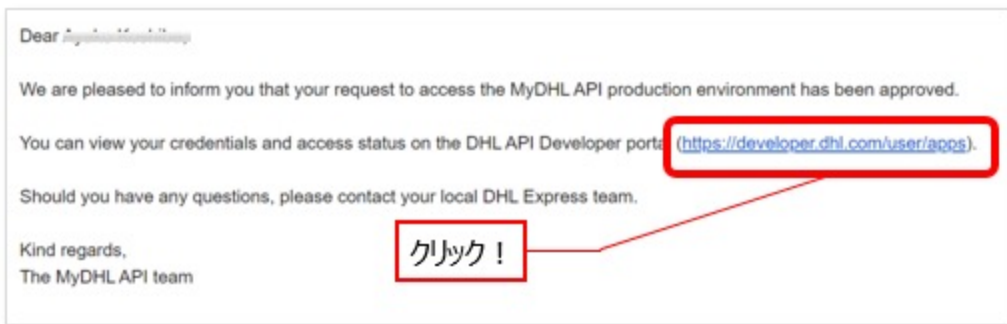 Dear
We are pleased to inform you that your request to access the MyDHL API production environment has been approved.
You can view your credentials and access status on the DHL API Developer porta (https://developer.dhl.com/user/apps).
Should you have any questions, please contact your local DHL Express team.
Kind regards,
クリック！
The MyDHL API team